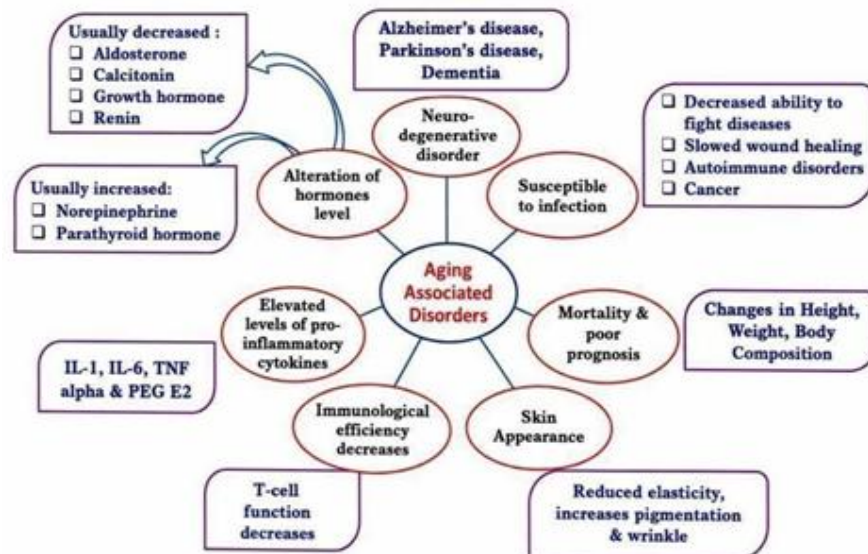 Usually decreased :
❑ Aldosterone
❑ Calcitonin
❑ Growth hormone
❑ Renin
Alzheimer's disease,
Parkinson's disease,
Dementia
Neuro-
degenerative
disorder
❑ Decreased ability to
fight diseases
❑ Slowed wound healing
❑ Autoimmune disorders
❑ Cancer
Usually increased:
❑ Norepinephrine
❑ Parathyroid hormone
Alteration of
hormones
level
Susceptible
to infection
Aging
Associated
Disorders
Elevated
levels of pro-
inflammatory
cytokines
Mortality &
poor
prognosis
Changes in Height,
Weight, Body
Composition
IL-1, IL-6, TNF
alpha & PEG E2
Immunological
efficiency
decreases
Skin
Appearance
T-cell
function
decreases
Reduced elasticity,
increases pigmentation
& wrinkle